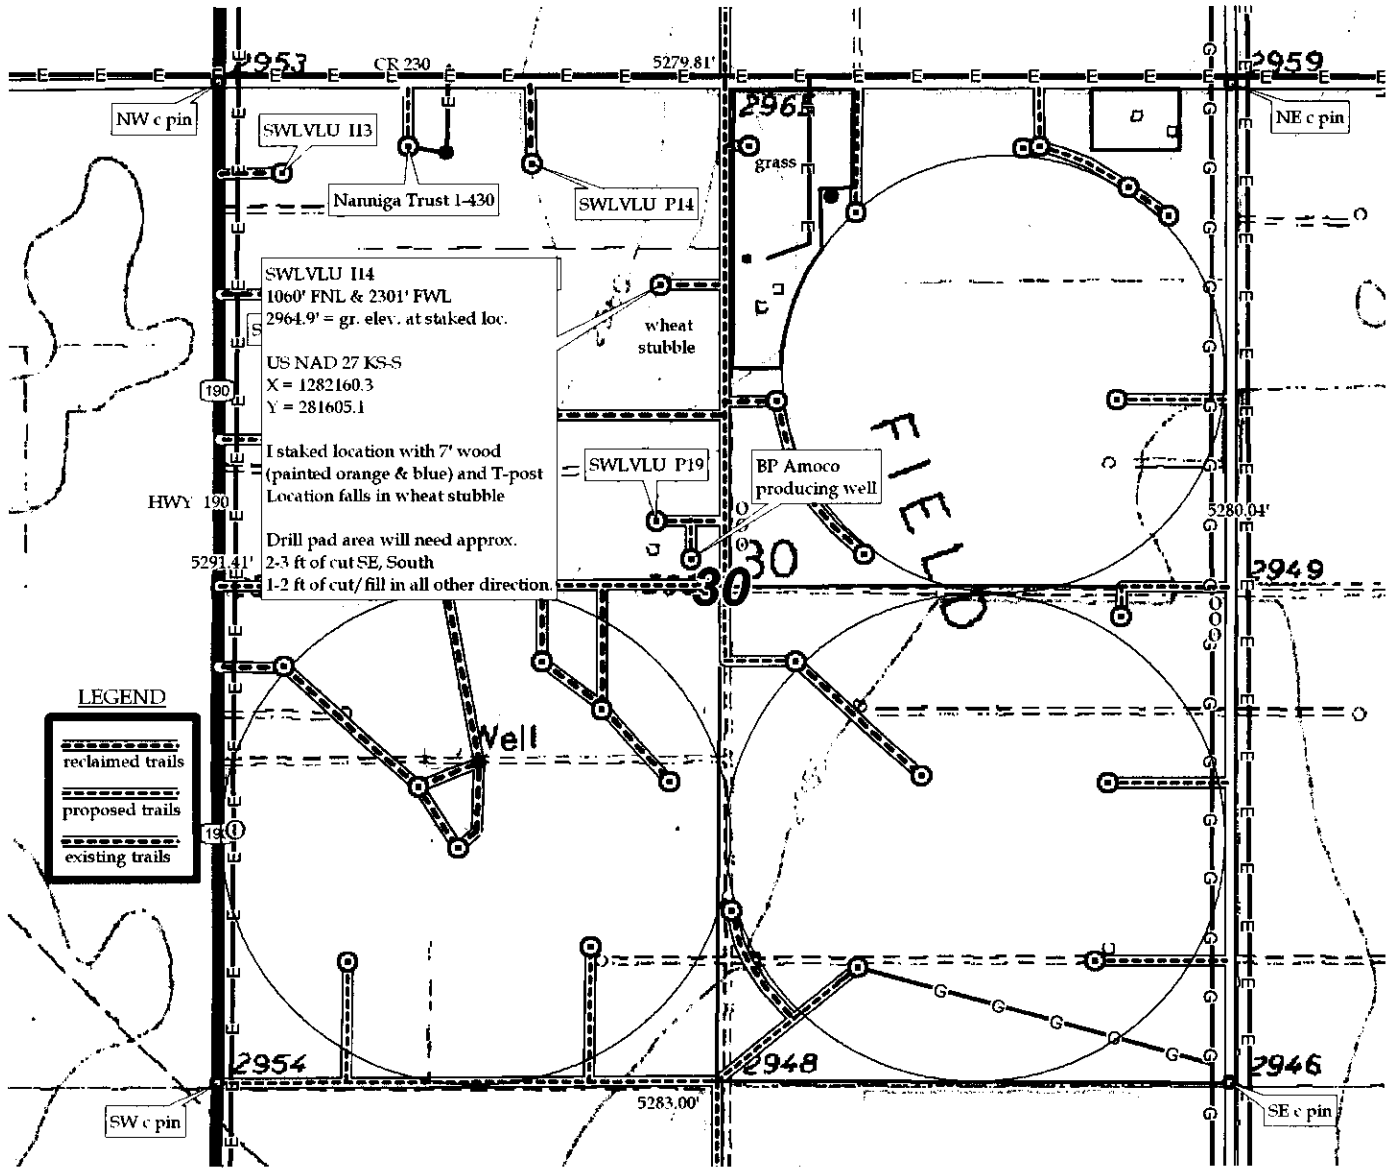 2953
CR 230
5279.81'
2959
NW c pin
SWLVLU I13
grass
NE c pin
Nanniga Trust 1-430
SWLVLU P14
SWLVLU I14
1060' FNL & 2301' FWL
2964.9' = gr. elev. at staked loc.
US NAD 27 KS-S
X = 1282160.3
Y = 281605.1
I staked location with 7' wood
(painted orange & blue) and T-post
Location falls in wheat stubble
Drill pad area will need approx.
2-3 ft of cut SE, South
1-2 ft of cut/fill in all other direction.
wheat
stubble
190
FIELD
SWLVLU P19
BP Amoco
producing well
HWY 190
5280.04'
5291.41'
30
30
2949
LEGEND
reclaimed trails
proposed trails
existing trails
Well
2954
2948
2946
5283.00'
SW c pin
SE c pin